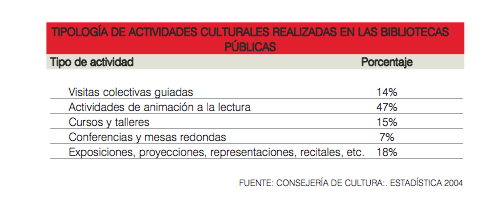 TIPOLOGÍA DE ACTIVIDADES CULTURALES REALIZADAS EN LAS BIBLIOTECAS
PÚBLICAS
Tipo de actividad Porcentaje
Visitas colectivas guiadas 14%
Actividades de animación a la lectura 47%
Cursos y talleres 15%
Conferencias y mesas redondas 7%
Exposiciones, proyecciones, representaciones, recitales, etc. 18%
FUENTE: CONSEJERÍA DE CULTURA:. ESTADÍSTICA 2004